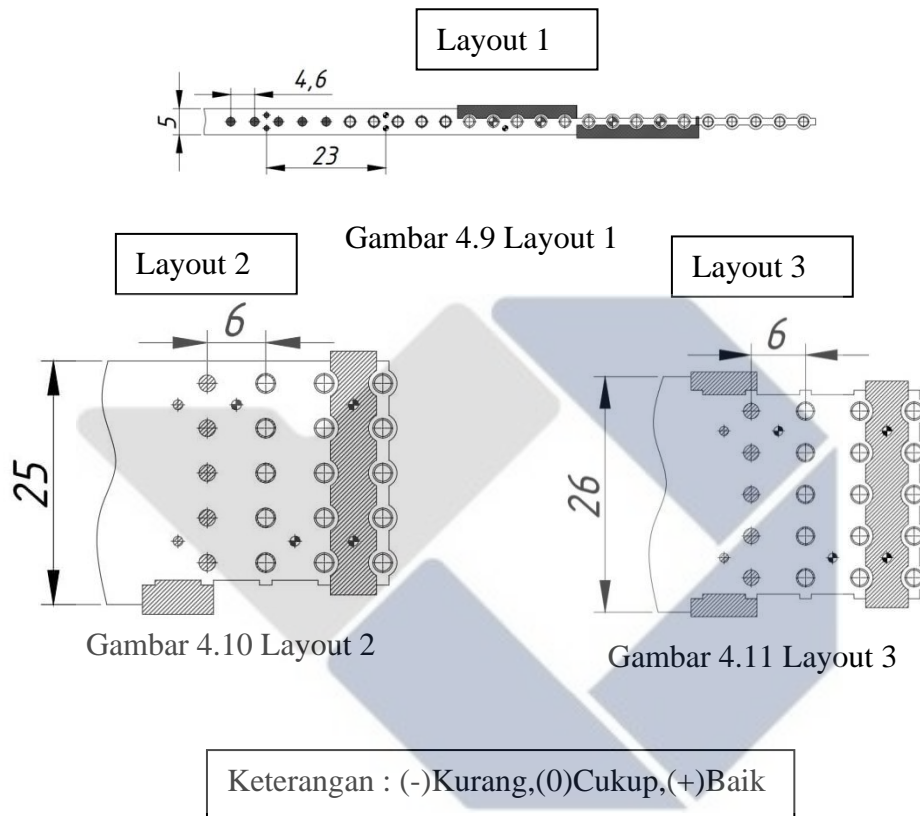 Layout 1
4,6
5
23
Gambar 4.9 Layout 1
Layout 2
6
25
Gambar 4.10 Layout 2
Layout 3
6
26
Gambar 4.11 Layout 3
Keterangan : (-)Kurang,(0)Cukup,(+)Baik